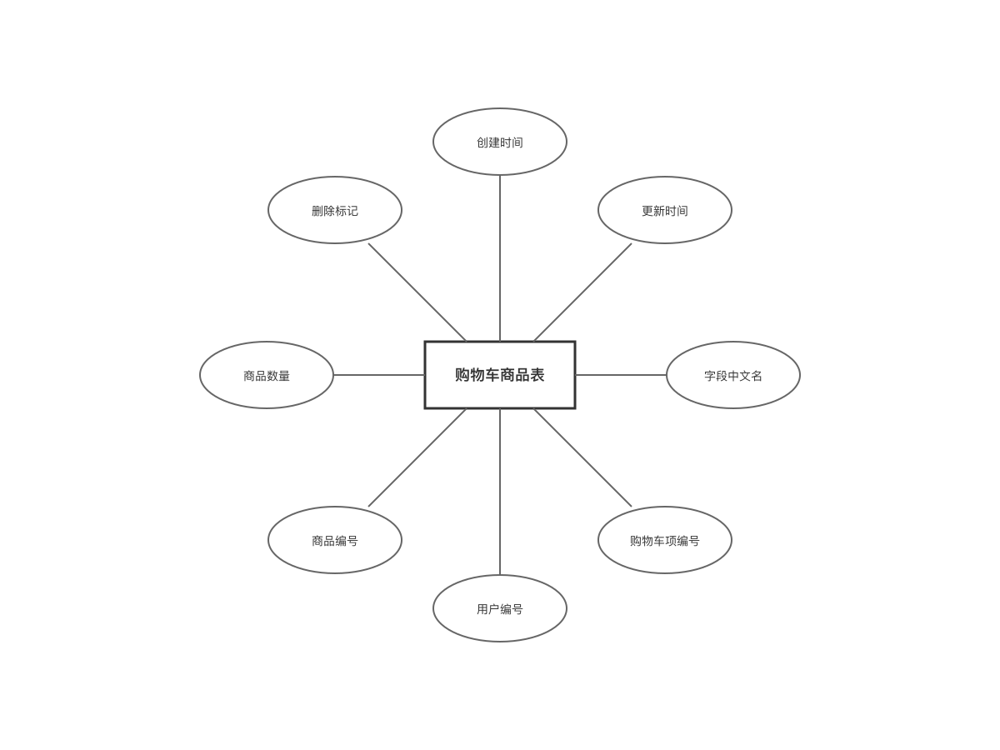 创建时间
删除标记
更新时间
商品数量
购物车商品表
字段中文名
商品编号
购物车项编号
用户编号